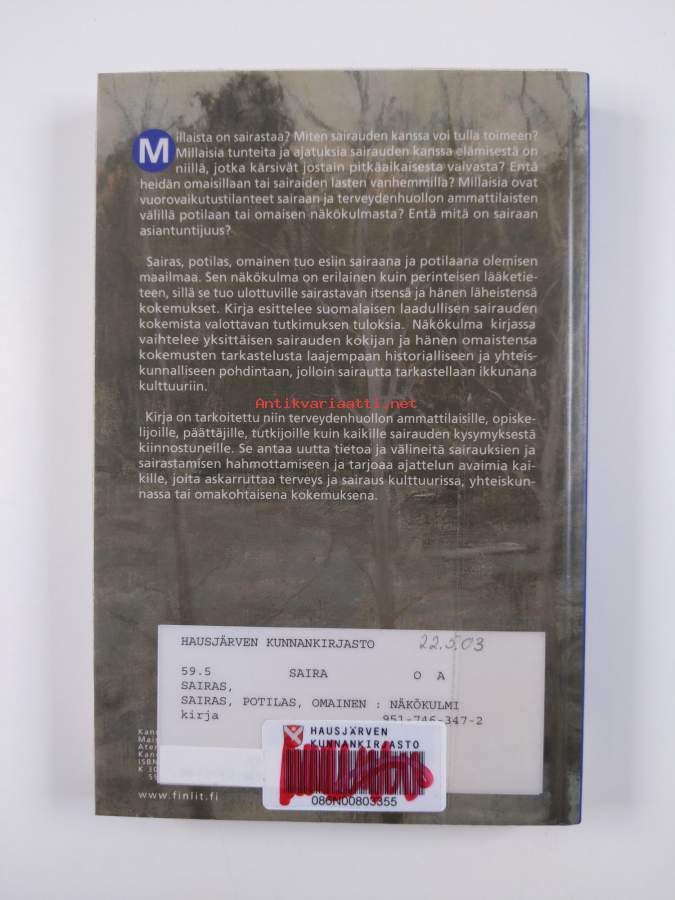 Millaista on sairastaa? Miten sairauden kanssa voi tulla toimeen?
Millaisia tunteita ja ajatuksia sairauden kanssa elämisestä on
niillä, jotka kärsivät jostain pitkäaikaisesta vaivasta? Entä
heidän omaisillaan tai sairaiden lasten vanhemmilla? Millaisia ovat
vuorovaikutustilanteet sairaan ja terveydenhuollon ammattilaisten
välillä potilaan tai omaisen näkökulmasta? Entä mitä on sairaan
asiantuntijuus?
Sairas, potilas, omainen tuo esiin sairaana ja potilaana olemisen
maailmaa. Sen näkökulma on erilainen kuin perinteisen lääketie-
teen, sillä se tuo ulottuville sairastavan itsensä ja hänen läheistensä
kokemukset. Kirja esittelee suomalaisen laadullisen sairauden
kokemista valottavan tutkimuksen tuloksia. Näkökulma kirjassa
vaihtelee yksittäisen sairauden kokijan ja hänen omaistensa
kokemusten tarkastelusta laajempaan historialliseen ja yhteis-
kunnalliseen pohdintaan, jolloin sairautta tarkastellaan ikkunana
kulttuuriin.
Antikvariaatti.net
Kirja on tarkoitettu niin terveydenhuollon ammattilaisille, opiske-
lijoille, päättäjille, tutkijoille kuin kaikille sairauden kysymyksestä
kiinnostuneille. Se antaa uutta tietoa ja välineitä sairauksien ja
sairastamisen hahmottamiseen ja tarjoaa ajattelun avaimia kai-
kille, joita askarruttaa terveys ja sairaus kulttuurissa, yhteiskun-
nassa tai omakohtaisena kokemuksena.
HAUSJÄRVEN KUNNANKIRJASTO 22.5.03
59.5 SAIRA O A
SAIRAS,
SAIRAS, POTILAS, OMAINEN : NÄKÖKULMI
kirja 951-746-347-2
HAUSJÄRVEN
KUNNANKIRJASTO
086N00803355
ISBN
www.finlit.fi